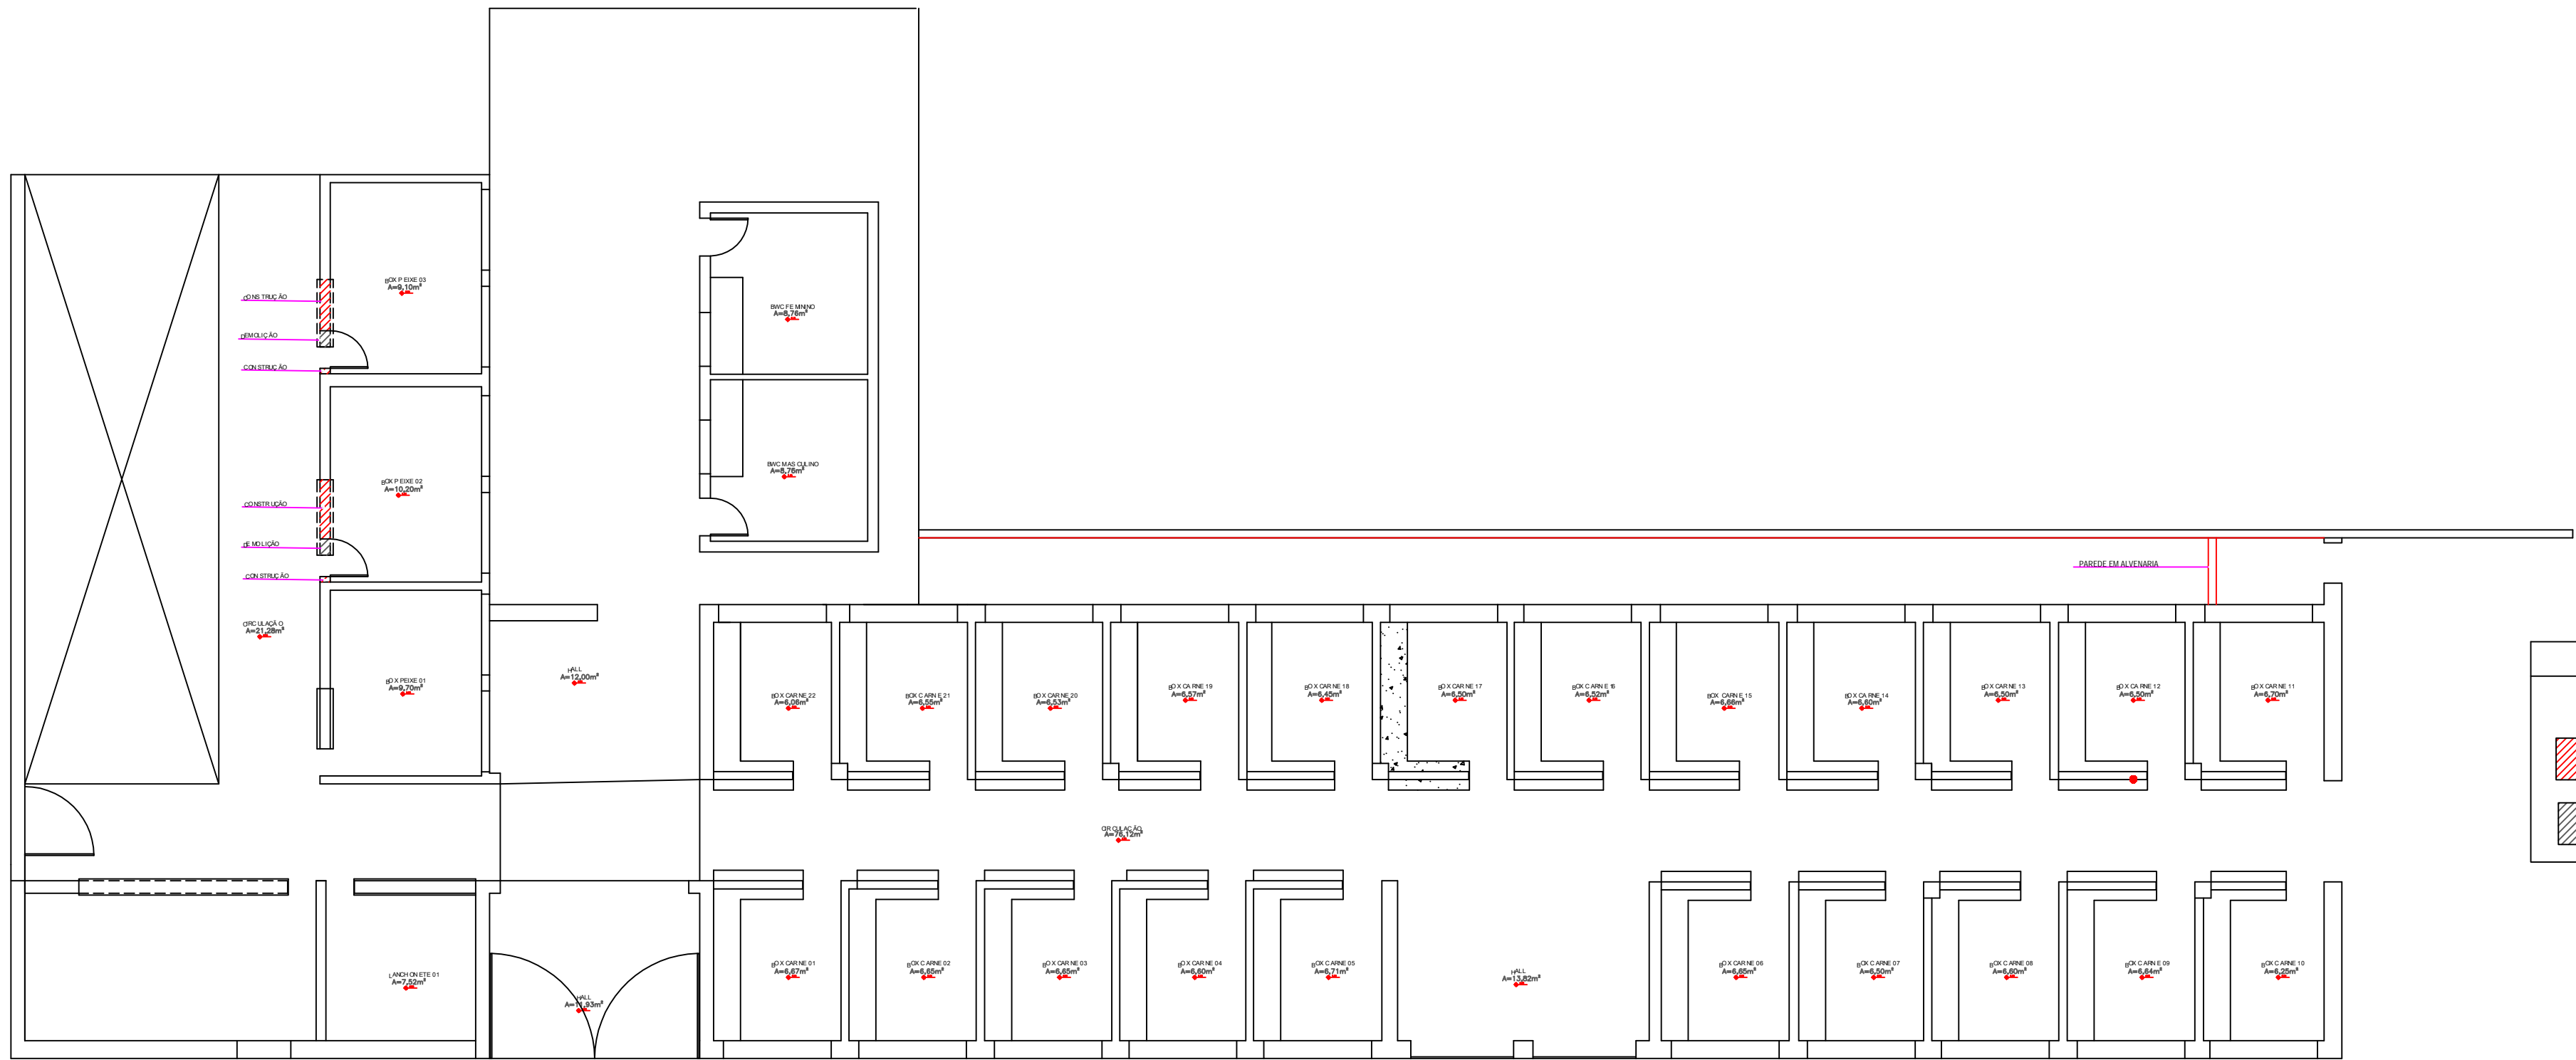 BOX PEIXE 03
A=9,10m²
CONSTRUÇÃO
DEMOLIÇÃO
CONSTRUÇÃO
BWC FEMININO
A=8,76m²
BWC MASCULINO
A=8,76m²
BOX PEIXE 02
A=10,20m²
CONSTRUÇÃO
DEMOLIÇÃO
CONSTRUÇÃO
PAREDE EM ALVENARIA
CIRCULAÇÃO
A=21,28m²
BOX PEIXE 01
A=9,70m²
HALL
A=12,00m²
BOX CARNE 22
A=6,06m²
BOX CARNE 21
A=6,55m²
BOX CARNE 20
A=6,53m²
BOX CARNE 19
A=6,57m²
BOX CARNE 18
A=6,45m²
BOX CARNE 17
A=6,50m²
BOX CARNE 16
A=6,52m²
BOX CARNE 15
A=6,66m²
BOX CARNE 14
A=6,60m²
BOX CARNE 13
A=6,50m²
BOX CARNE 12
A=6,50m²
BOX CARNE 11
A=6,70m²
CIRCULAÇÃO
A=76,12m²
LANCHONETE 01
A=7,52m²
HALL
A=11,93m²
BOX CARNE 01
A=6,67m²
BOX CARNE 02
A=6,65m²
BOX CARNE 03
A=6,65m²
BOX CARNE 04
A=6,60m²
BOX CARNE 05
A=6,71m²
HALL
A=13,82m²
BOX CARNE 06
A=6,65m²
BOX CARNE 07
A=6,50m²
BOX CARNE 08
A=6,60m²
BOX CARNE 09
A=6,64m²
BOX CARNE 10
A=6,25m²